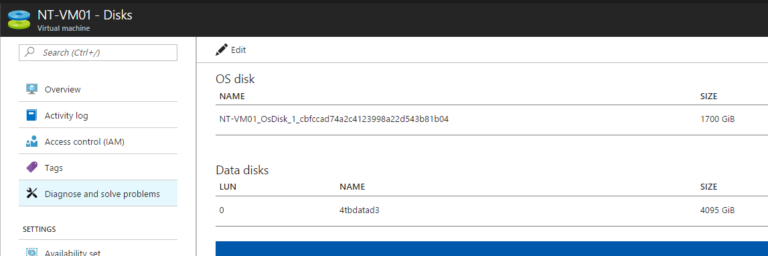 NT-VM01 - Disks
Virtual machine
Search (Ctrl+/)
Overview
Activity log
Access control (IAM)
Tags
Diagnose and solve problems
SETTINGS
Availability set
Edit
OS disk
NAME SIZE
NT-VM01_OsDisk_1_cbfccad74a2c4123998a22d543b81b04 1700 GiB
Data disks
LUN NAME SIZE
0 4tbdatad3 4095 GiB